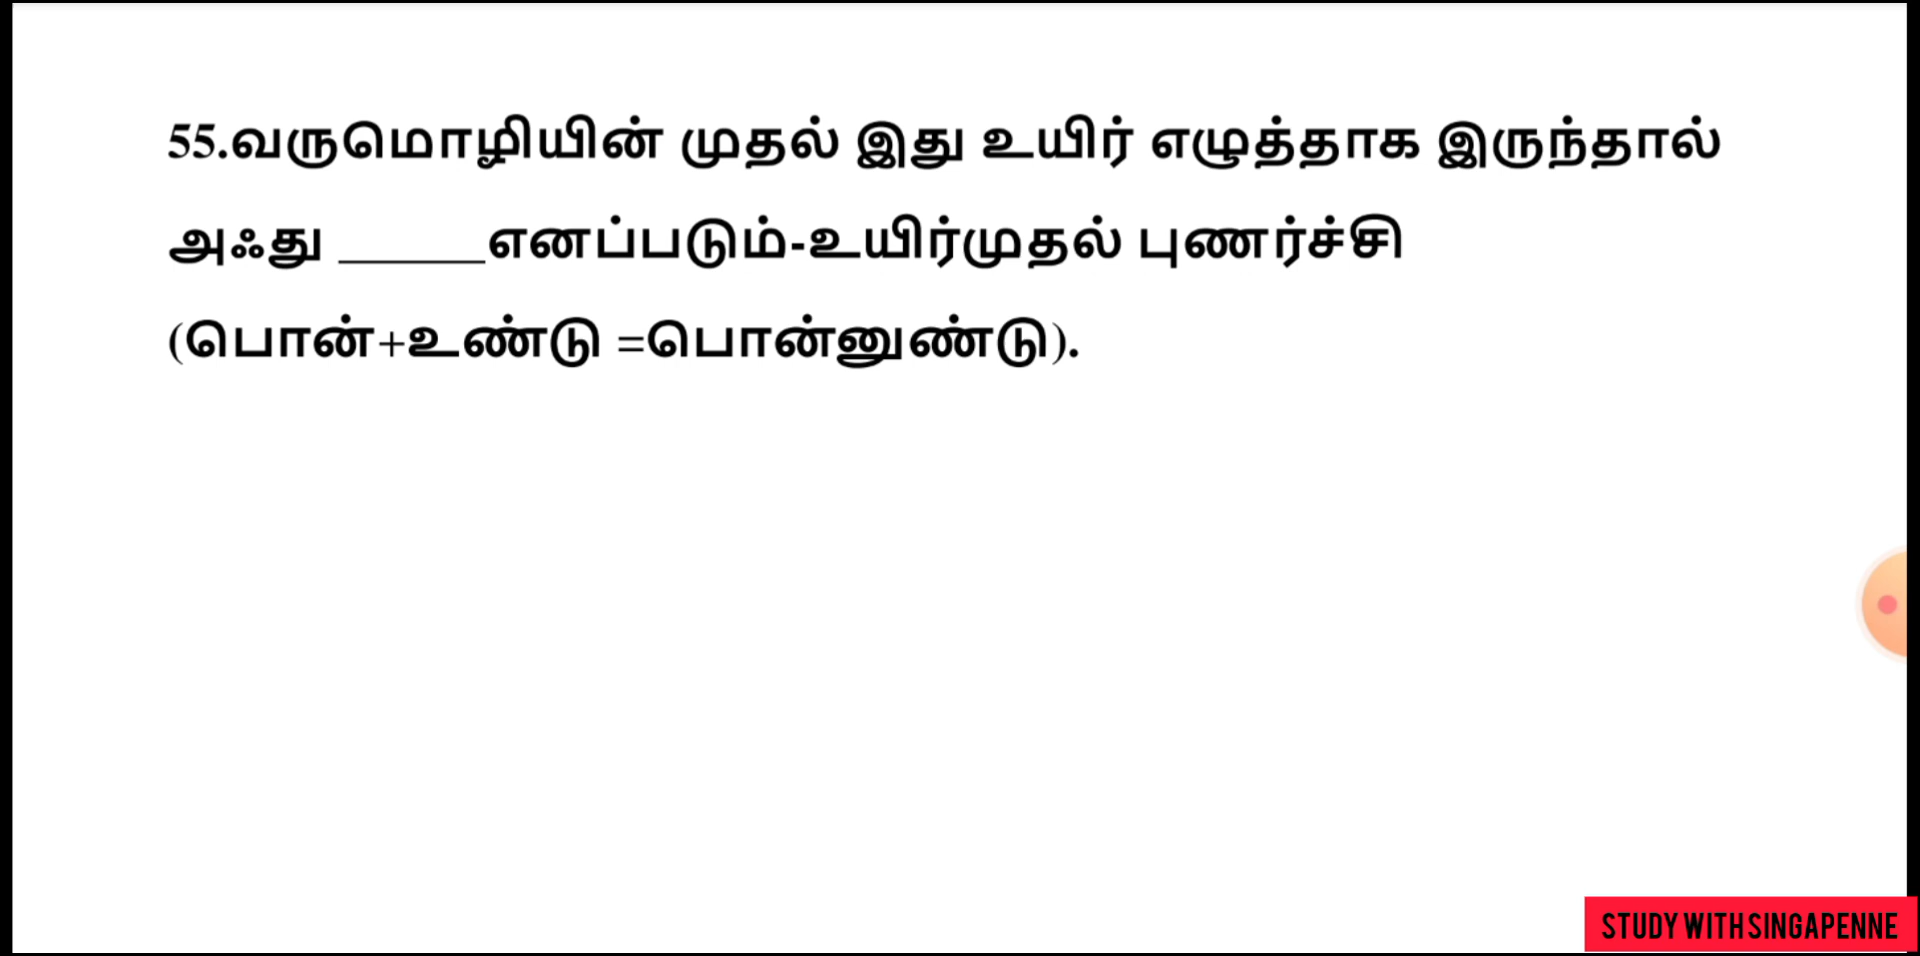 55.வருமொழியின் முதல் இது உயிர் எழுத்தாக இருந்தால்
அஃது ______எனப்படும்-உயிர்முதல் புணர்ச்சி
(பொன்+உண்டு =பொன்னுண்டு).
STUDY WITH SINGAPENNE